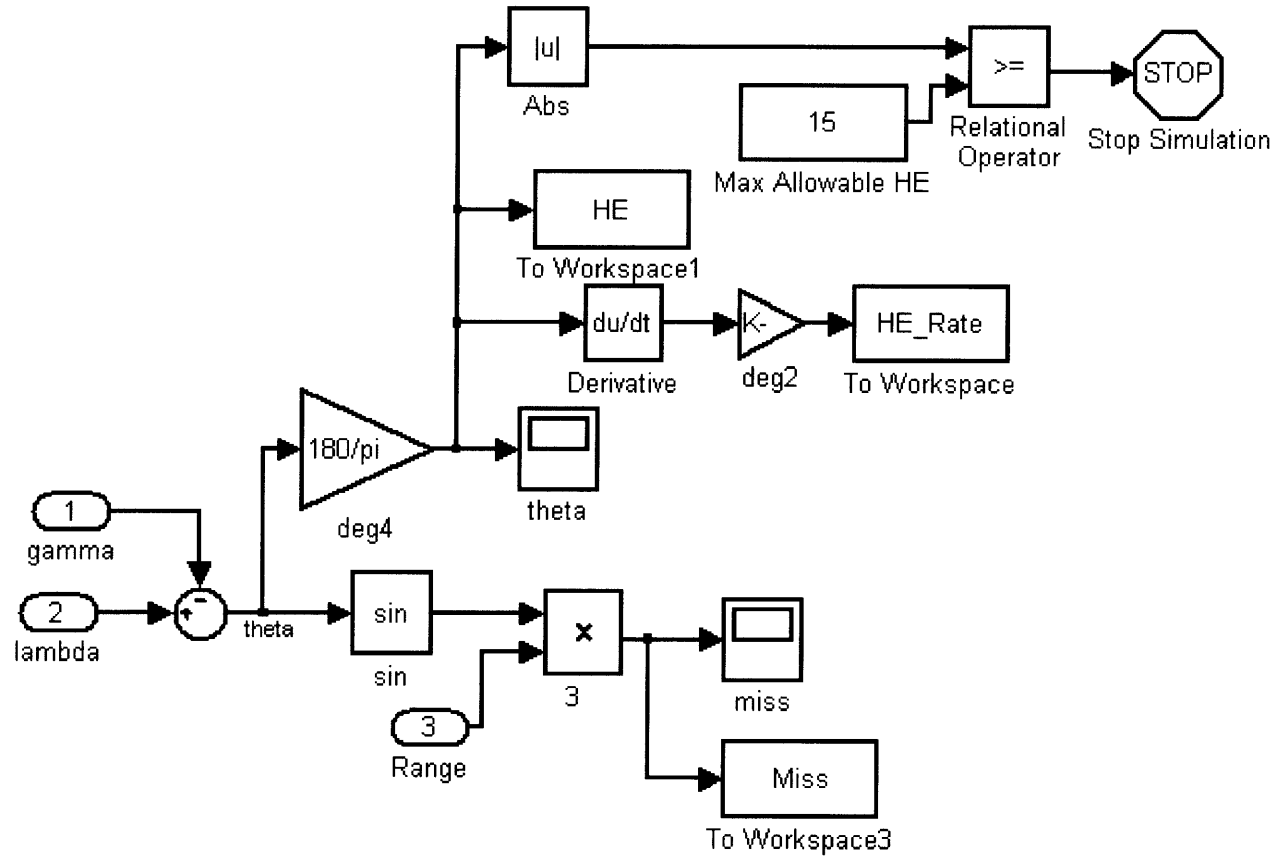 |u|
Abs
>=
Relational
Operator
STOP
Stop Simulation
15
Max Allowable HE
HE
To Workspace1
du/dt
Derivative
K-
deg2
HE_Rate
To Workspace
180/pi
deg4
theta
1
gamma
2
lambda
-
+
theta
sin
sin
×
3
3
Range
miss
Miss
To Workspace3